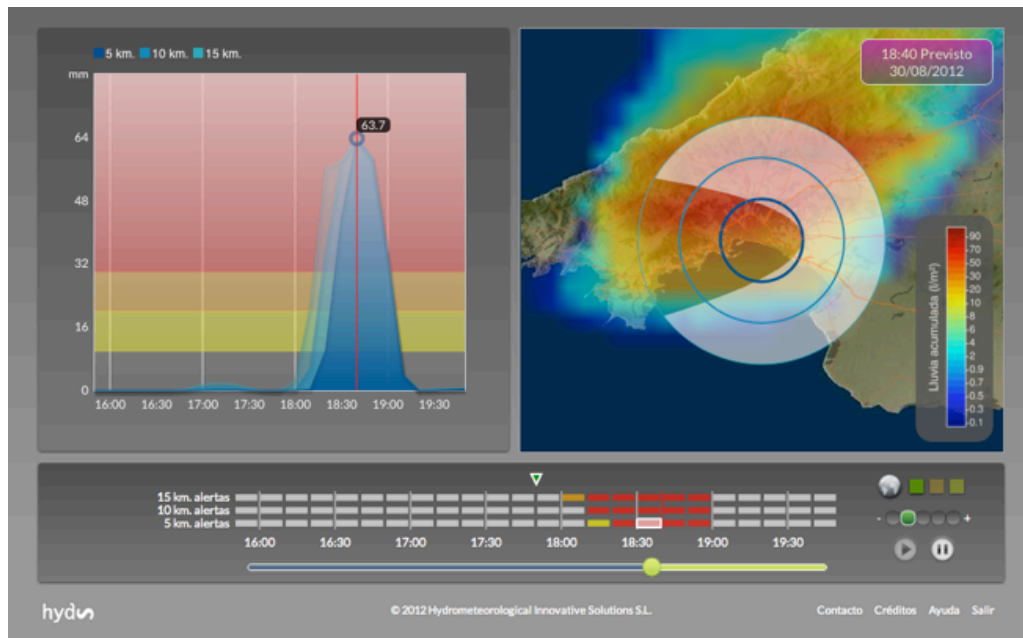 5 km. 10 km. 15 km.
mm
64
48
32
16
0
63.7
16:00 16:30 17:00 17:30 18:00 18:30 19:00 19:30
18:40 Previsto
30/08/2012
Lluvia acumulada (l/m²)
90
70
50
30
20
10
8
6
4
2
0.9
0.7
0.5
0.3
0.1
15 km. alertas
10 km. alertas
5 km. alertas
16:00 16:30 17:00 17:30 18:00 18:30 19:00 19:30
- +
hyds
© 2012 Hydrometeorological Innovative Solutions S.L.
Contacto Créditos Ayuda Salir